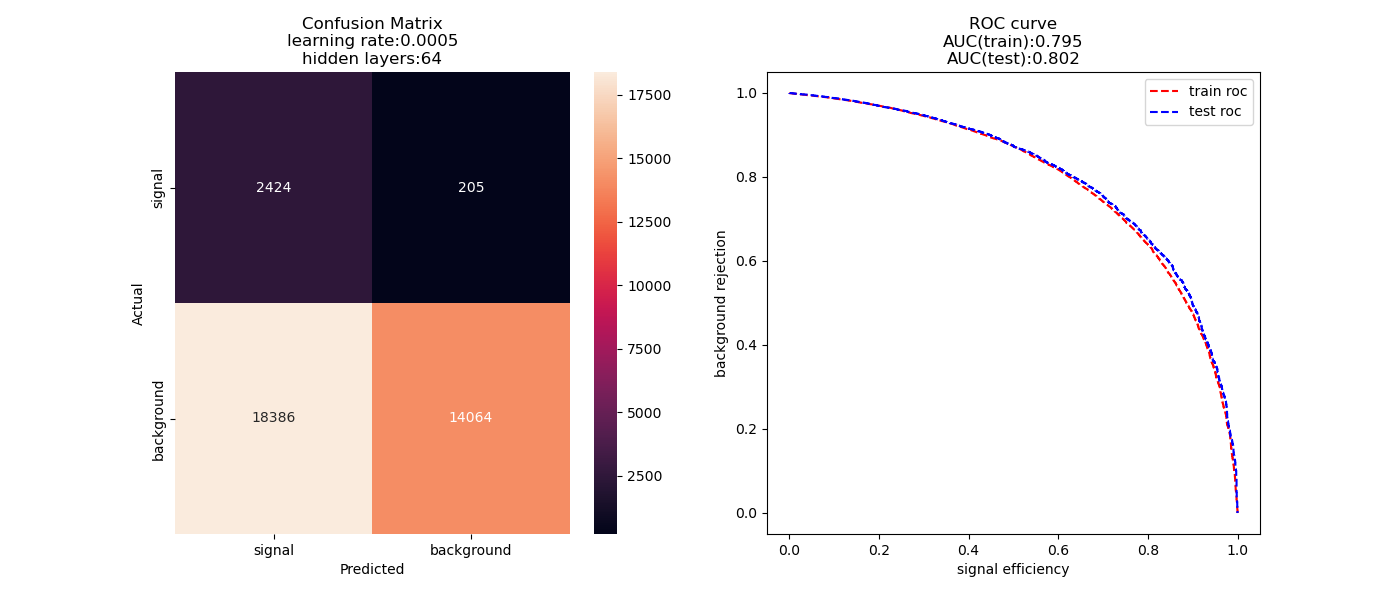 Confusion Matrix
learning rate:0.0005
hidden layers:64
signal
background
Actual
2424
205
18386
14064
signal
background
Predicted
17500
15000
12500
10000
7500
5000
2500
ROC curve
AUC(train):0.795
AUC(test):0.802
train roc
test roc
background rejection
1.0
0.8
0.6
0.4
0.2
0.0
0.0
0.2
0.4
0.6
0.8
1.0
signal efficiency